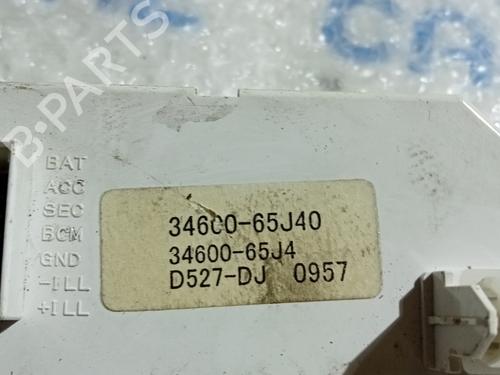 B-PARTS
BAT
ACC
SEC
BCM
GND
-ILL
+ILL
34600-65J40
34600-65J4
D527-DJ 0957